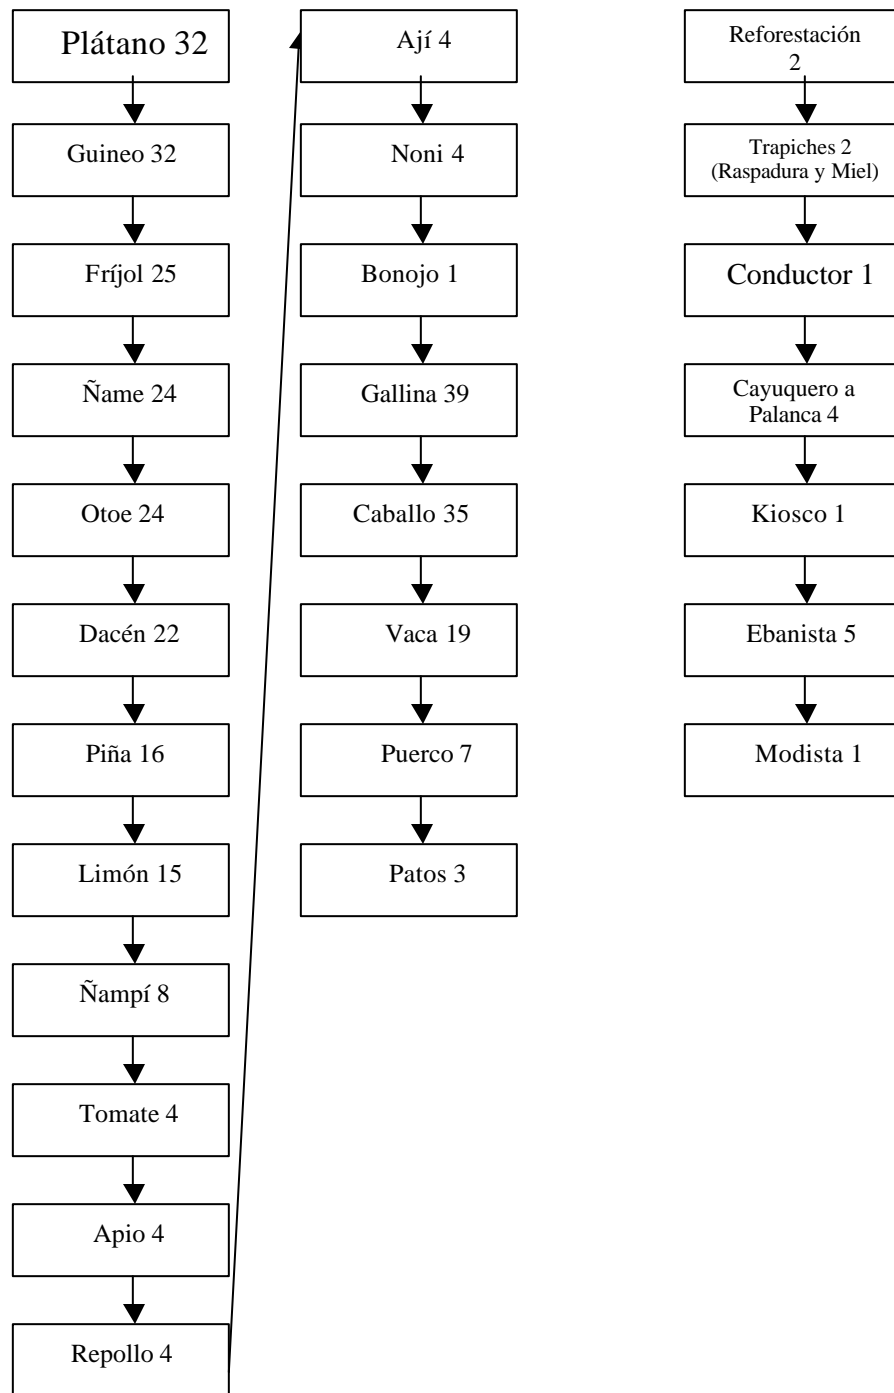 Plátano 32
Guineo 32
Fríjol 25
Ñame 24
Otoe 24
Dacén 22
Piña 16
Limón 15
Ñampí 8
Tomate 4
Apio 4
Repollo 4
Ají 4
Noni 4
Bonojo 1
Gallina 39
Caballo 35
Vaca 19
Puerco 7
Patos 3
Reforestación
2
Trapiches 2
(Raspadura y Miel)
Conductor 1
Cayuquero a
Palanca 4
Kiosco 1
Ebanista 5
Modista 1